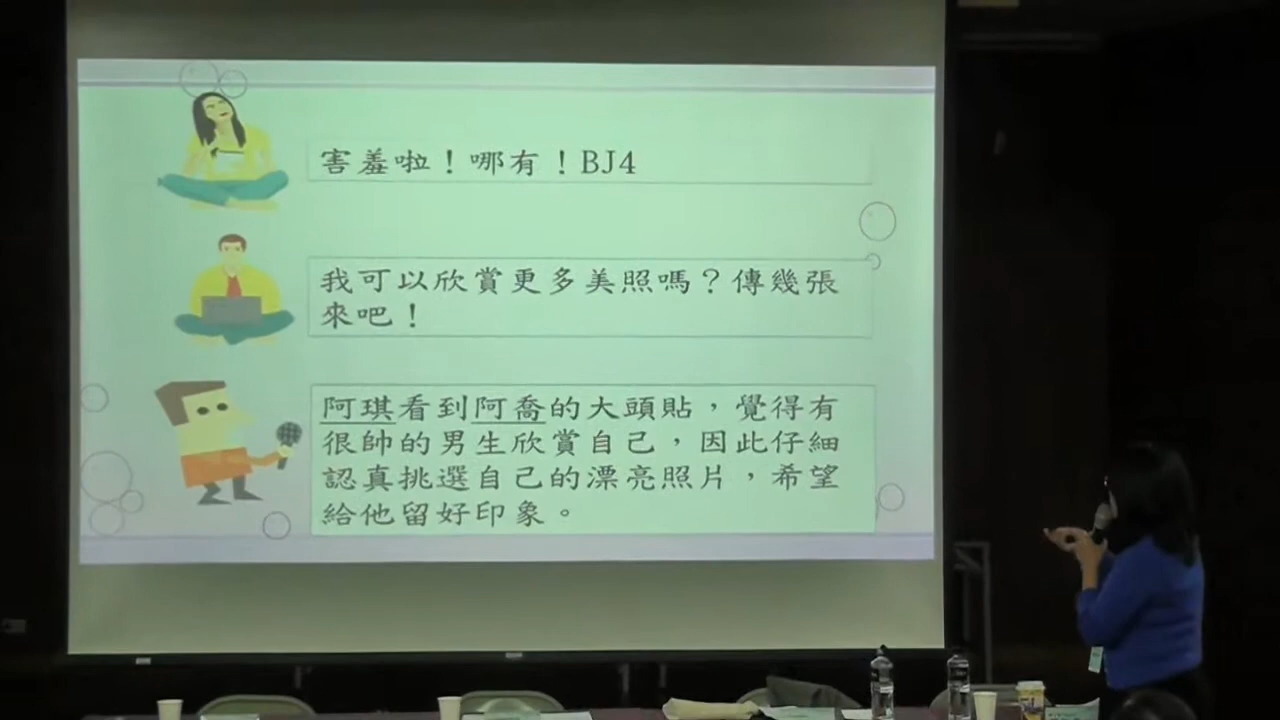 害羞啦！哪有！BJ4
我可以欣賞更多美照嗎？傳幾張
來吧！
阿琪看到阿喬的大頭貼，覺得有
很帥的男生欣賞自己，因此仔細
認真挑選自己的漂亮照片，希望
給他留好印象。